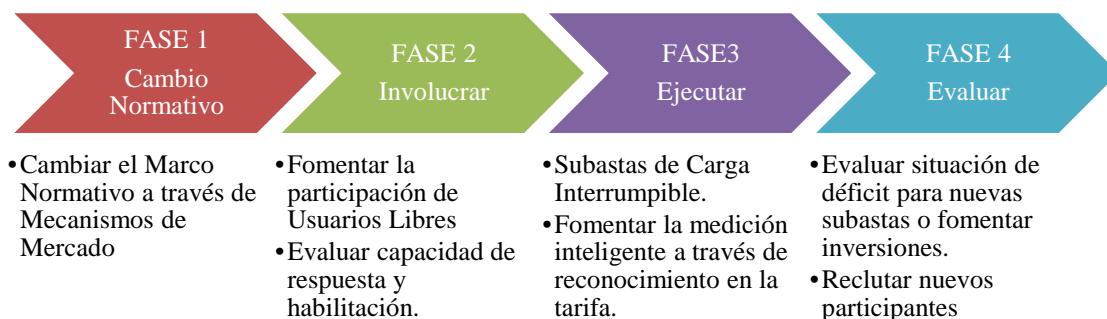 FASE 1
Cambio
Normativo
FASE 2
Involucrar
FASE3
Ejecutar
FASE 4
Evaluar
•Cambiar el Marco
Normativo a través de
Mecanismos de
Mercado
•Fomentar la
participación de
Usuarios Libres
•Evaluar capacidad de
respuesta y
habilitación.
•Subastas de Carga
Interrumpible.
•Fomentar la medición
inteligente a través de
reconocimiento en la
tarifa.
•Evaluar situación de
déficit para nuevas
subastas o fomentar
inversiones.
•Reclutar nuevos
participantes